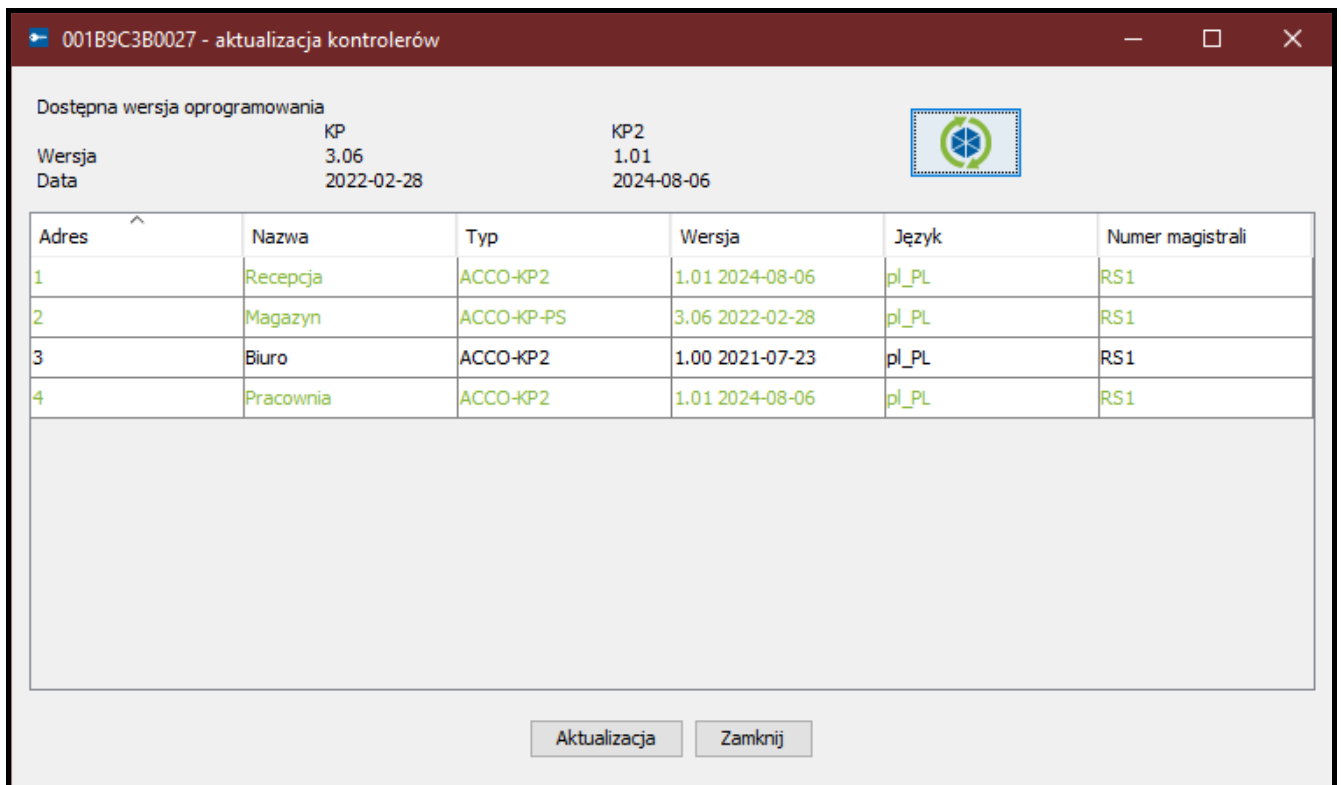 001B9C3B0027 - aktualizacja kontrolerów
Dostępna wersja oprogramowania
KP KP2
Wersja 3.06 1.01
Data 2022-02-28 2024-08-06
Adres Nazwa Typ Wersja Język Numer magistrali
1 Recepcja ACCO-KP2 1.01 2024-08-06 pl_PL RS1
2 Magazyn ACCO-KP-PS 3.06 2022-02-28 pl_PL RS1
3 Biuro ACCO-KP2 1.00 2021-07-23 pl_PL RS1
4 Pracownia ACCO-KP2 1.01 2024-08-06 pl_PL RS1
Aktualizacja Zamknij